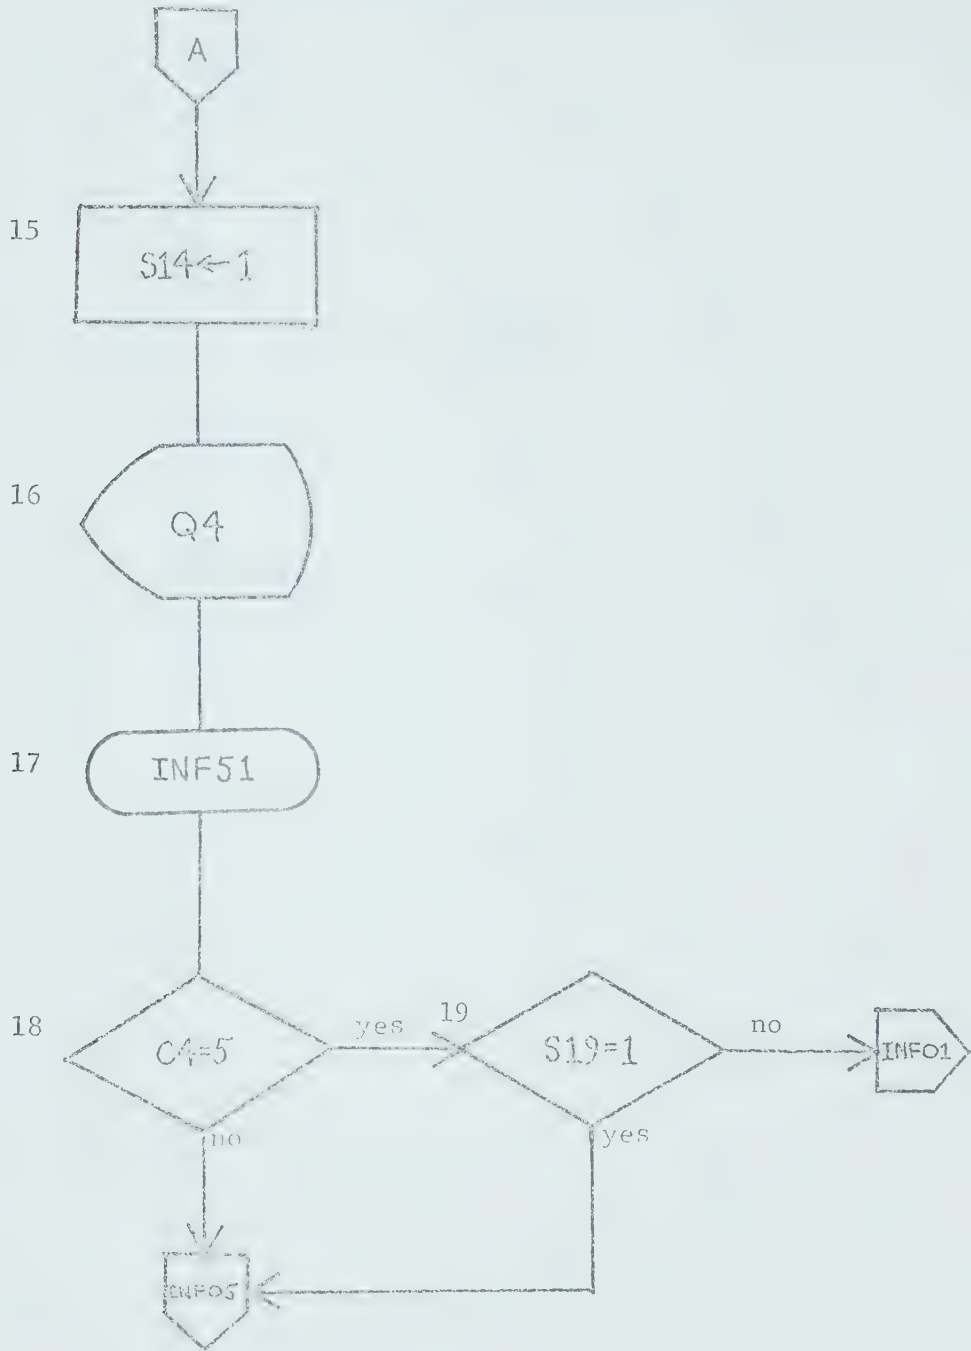 A
15
S14←1
16
Q4
17
INF51
18
C4=5
yes
19
S19=1
no
INFO1
no
yes
INFO5